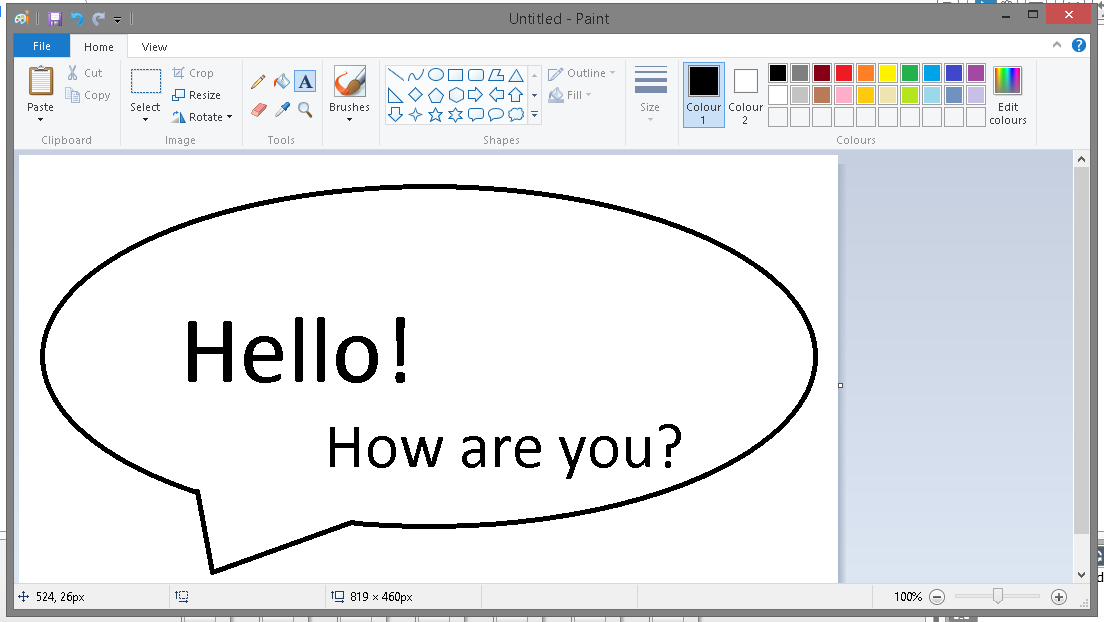 Untitled - Paint
File Home View
Paste
Cut
Copy
Clipboard
Select
Crop
Resize
Rotate
Image
A
Tools
Brushes
Shapes
Outline
Fill
Size
Colour 1
Colour 2
Edit colours
Colours
Hello!
How are you?
524, 26px
819 × 460px
100%